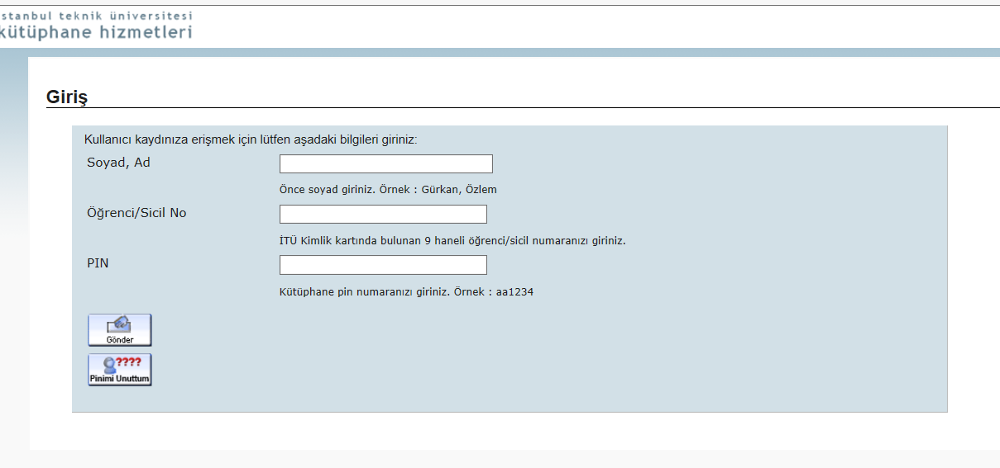 stanbul teknik üniversitesi
kütüphane hizmetleri
Giriş
Kullanıcı kaydınıza erişmek için lütfen aşadaki bilgileri giriniz:
Soyad, Ad
Önce soyad giriniz. Örnek : Gürkan, Özlem
Öğrenci/Sicil No
İTÜ Kimlik kartında bulunan 9 haneli öğrenci/sicil numaranızı giriniz.
PIN
Kütüphane pin numaranızı giriniz. Örnek : aa1234
Gönder
????
Pinimi Unuttum